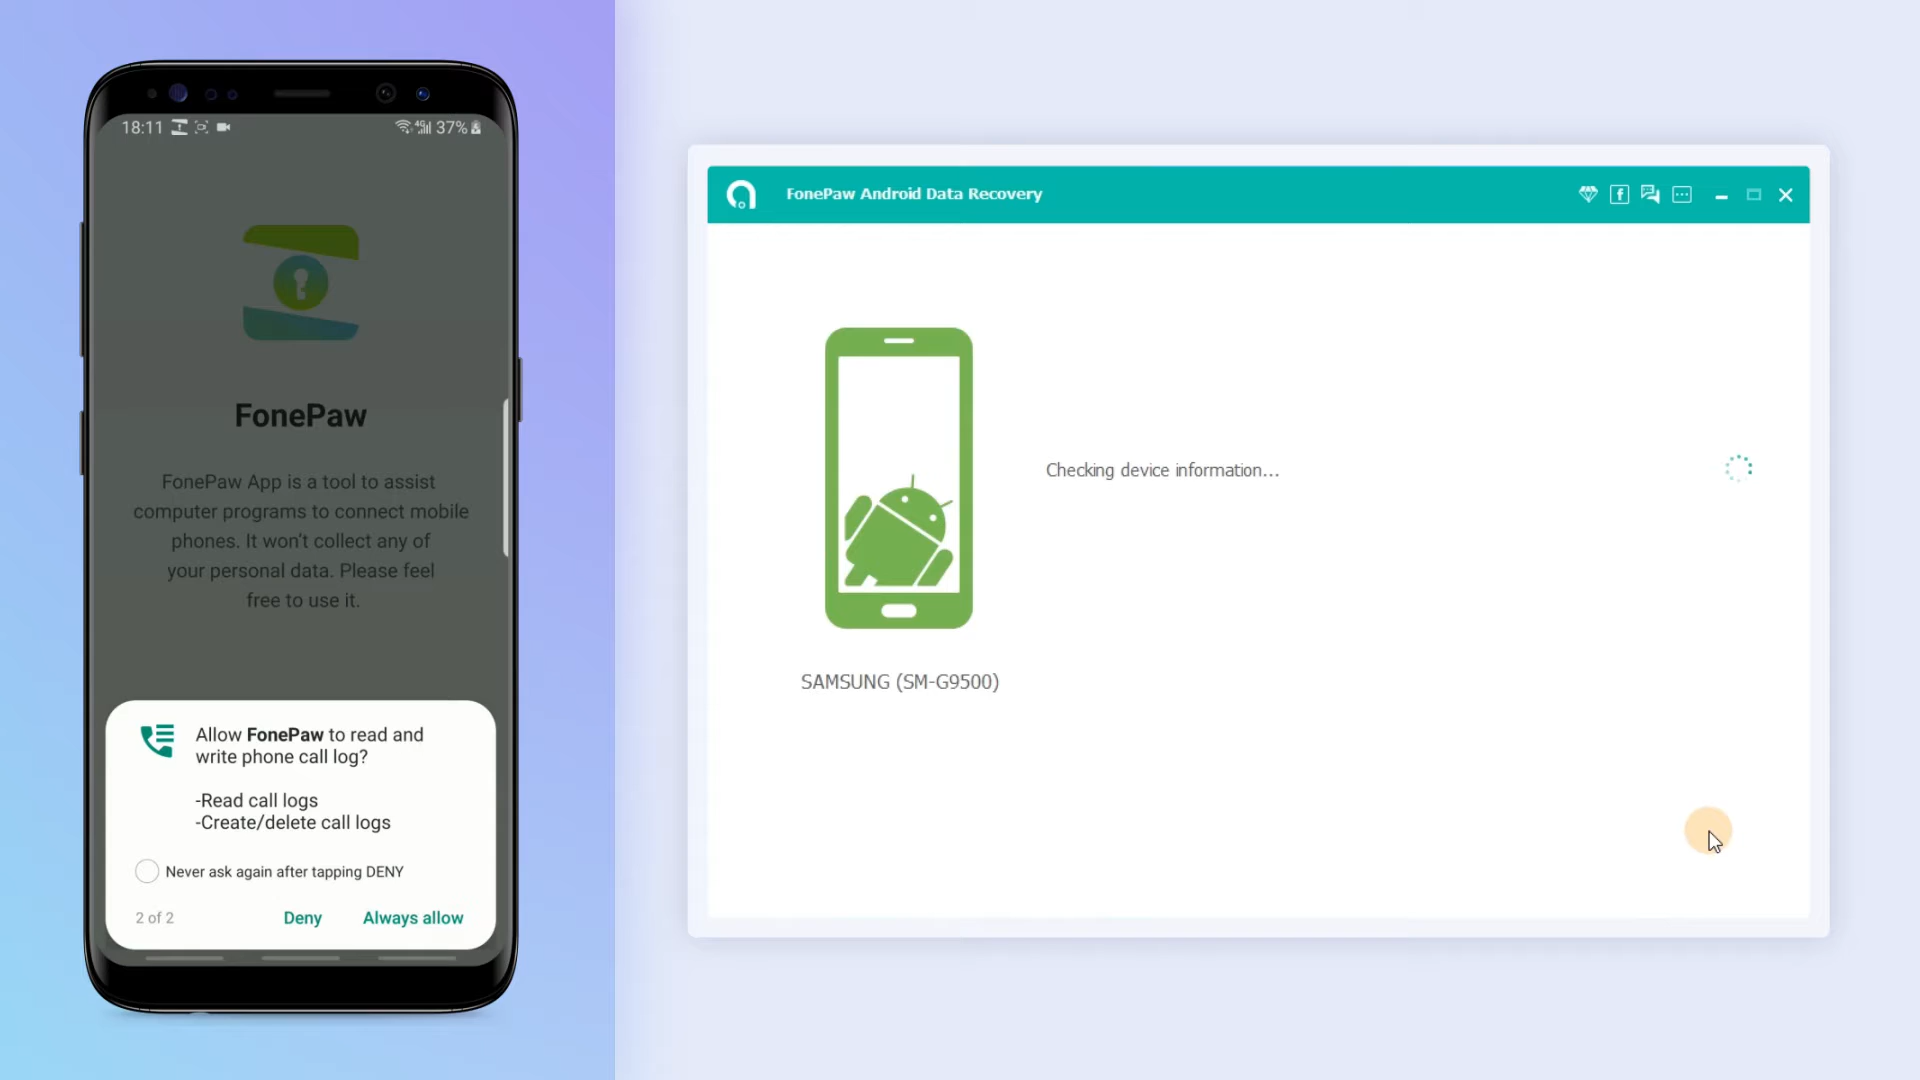 18:11
4G 37%
FonePaw
FonePaw App is a tool to assist
computer programs to connect mobile
phones. It won't collect any of
your personal data. Please feel
free to use it.
Allow FonePaw to read and
write phone call log?
-Read call logs
-Create/delete call logs
Never ask again after tapping DENY
2 of 2 Deny Always allow
FonePaw Android Data Recovery
Checking device information...
SAMSUNG (SM-G9500)